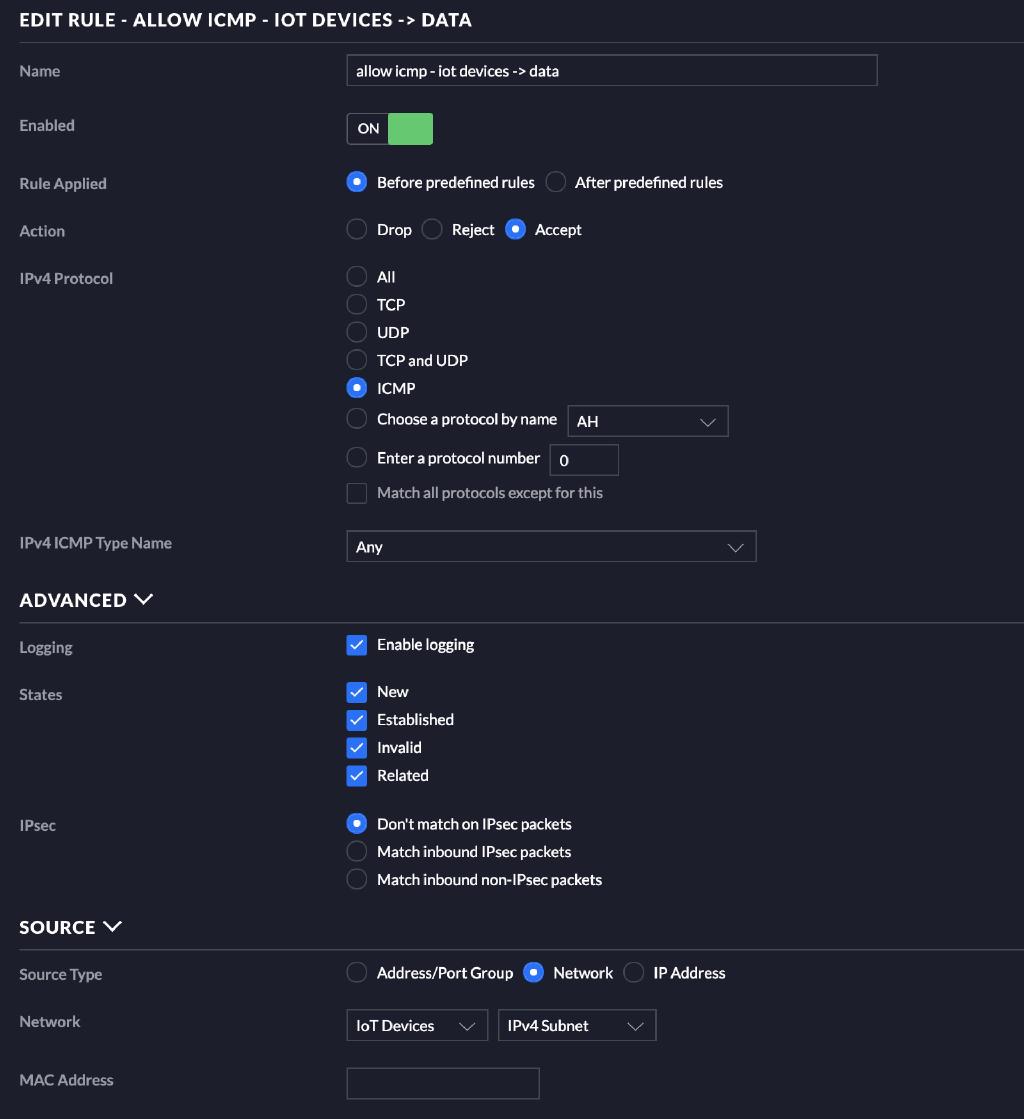 EDIT RULE - ALLOW ICMP - IOT DEVICES -> DATA
Name allow icmp - iot devices -> data
Enabled ON
Rule Applied Before predefined rules After predefined rules
Action Drop Reject Accept
IPv4 Protocol All
TCP
UDP
TCP and UDP
ICMP
Choose a protocol by name AH
Enter a protocol number 0
Match all protocols except for this
IPv4 ICMP Type Name Any
ADVANCED
Logging Enable logging
States New
Established
Invalid
Related
IPsec Don't match on IPsec packets
Match inbound IPsec packets
Match inbound non-IPsec packets
SOURCE
Source Type Address/Port Group Network IP Address
Network IoT Devices IPv4 Subnet
MAC Address